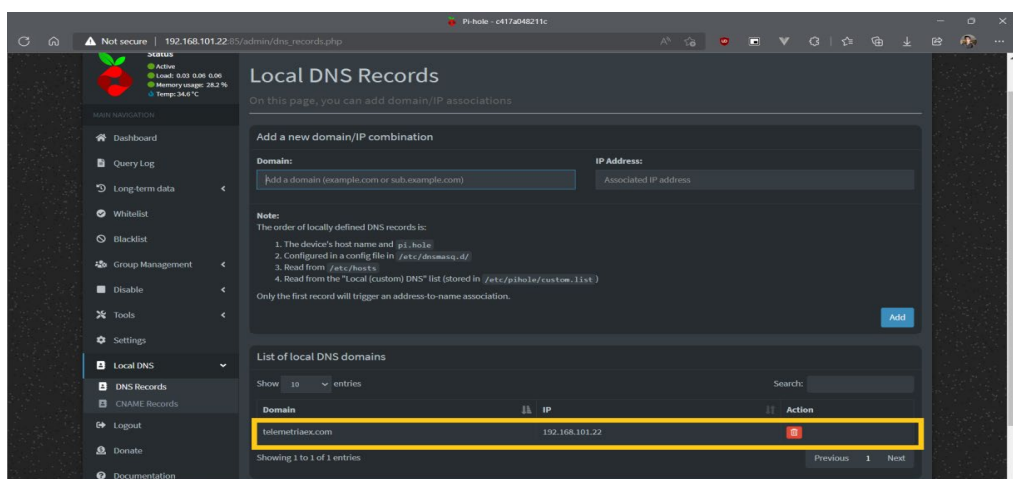 Pi-hole - c417a048211c
Not secure | 192.168.101.22:85/admin/dns_records.php
Status
Active
Load: 0.03 0.06 0.06
Memory usage: 28.2 %
Temp: 34.6 °C
MAIN NAVIGATION
Dashboard
Query Log
Long-term data
Whitelist
Blacklist
Group Management
Disable
Tools
Settings
Local DNS
DNS Records
CNAME Records
Logout
Donate
Documentation
Local DNS Records
On this page, you can add domain/IP associations
Add a new domain/IP combination
Domain: IP Address:
Add a domain (example.com or sub.example.com) Associated IP address
Note:
The order of locally defined DNS records is:
1. The device's host name and pi.hole
2. Configured in a config file in /etc/dnsmasq.d/
3. Read from /etc/hosts
4. Read from the "Local (custom) DNS" list (stored in /etc/pihole/custom.list)
Only the first record will trigger an address-to-name association.
Add
List of local DNS domains
Show 10 entries Search:
Domain IP Action
telemetriaex.com 192.168.101.22
Showing 1 to 1 of 1 entries Previous 1 Next